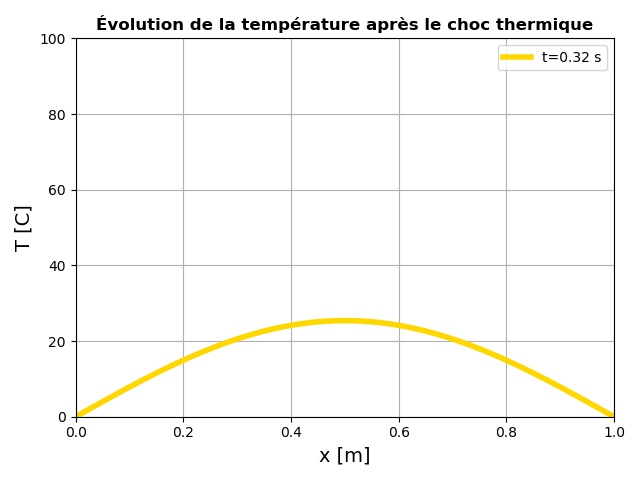 Évolution de la température après le choc thermique
t=0.32 s
100
80
60
40
20
0
T [C]
0.0 0.2 0.4 0.6 0.8 1.0
x [m]